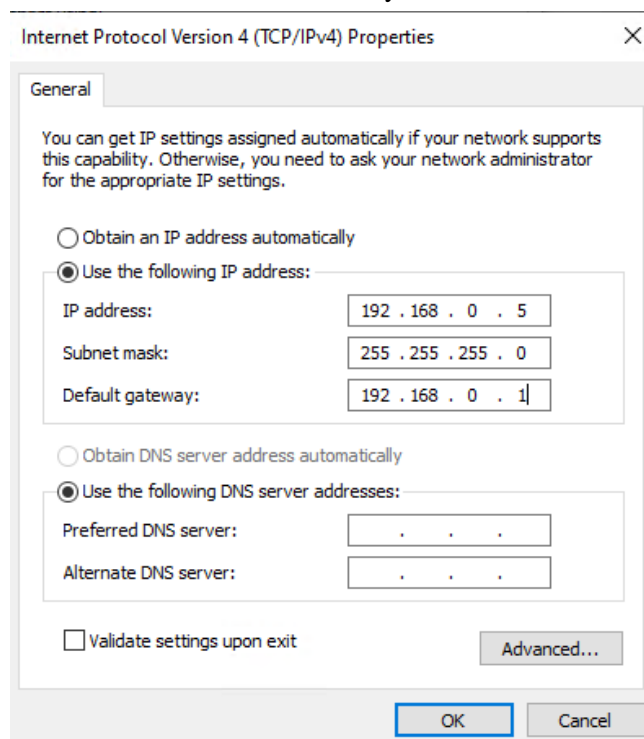 Internet Protocol Version 4 (TCP/IPv4) Properties
General
You can get IP settings assigned automatically if your network supports
this capability. Otherwise, you need to ask your network administrator
for the appropriate IP settings.
Obtain an IP address automatically
Use the following IP address:
IP address: 192 . 168 . 0 . 5
Subnet mask: 255 . 255 . 255 . 0
Default gateway: 192 . 168 . 0 . 1
Obtain DNS server address automatically
Use the following DNS server addresses:
Preferred DNS server: . . .
Alternate DNS server: . . .
Validate settings upon exit
Advanced...
OK Cancel